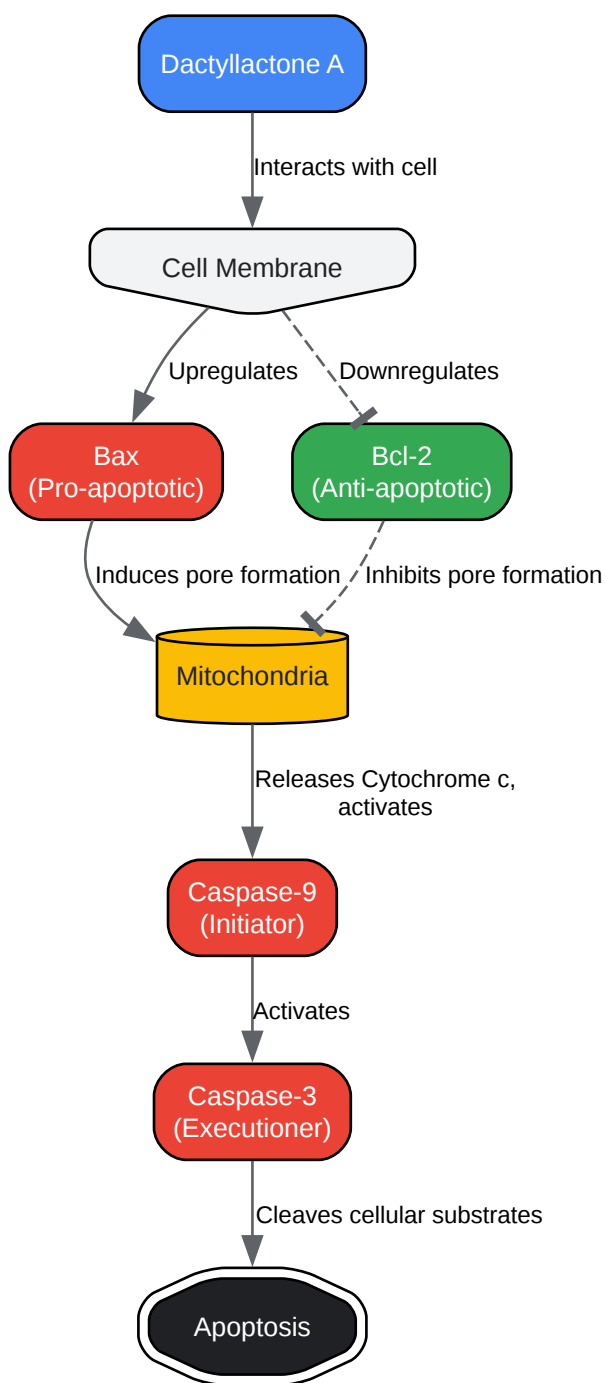 Dactyllactone A
Interacts with cell
Cell Membrane
Upregulates
Downregulates
Bax
(Pro-apoptotic)
Bcl-2
(Anti-apoptotic)
Induces pore formation
Inhibits pore formation
Mitochondria
Releases Cytochrome c,
activates
Caspase-9
(Initiator)
Activates
Caspase-3
(Executioner)
Cleaves cellular substrates
Apoptosis